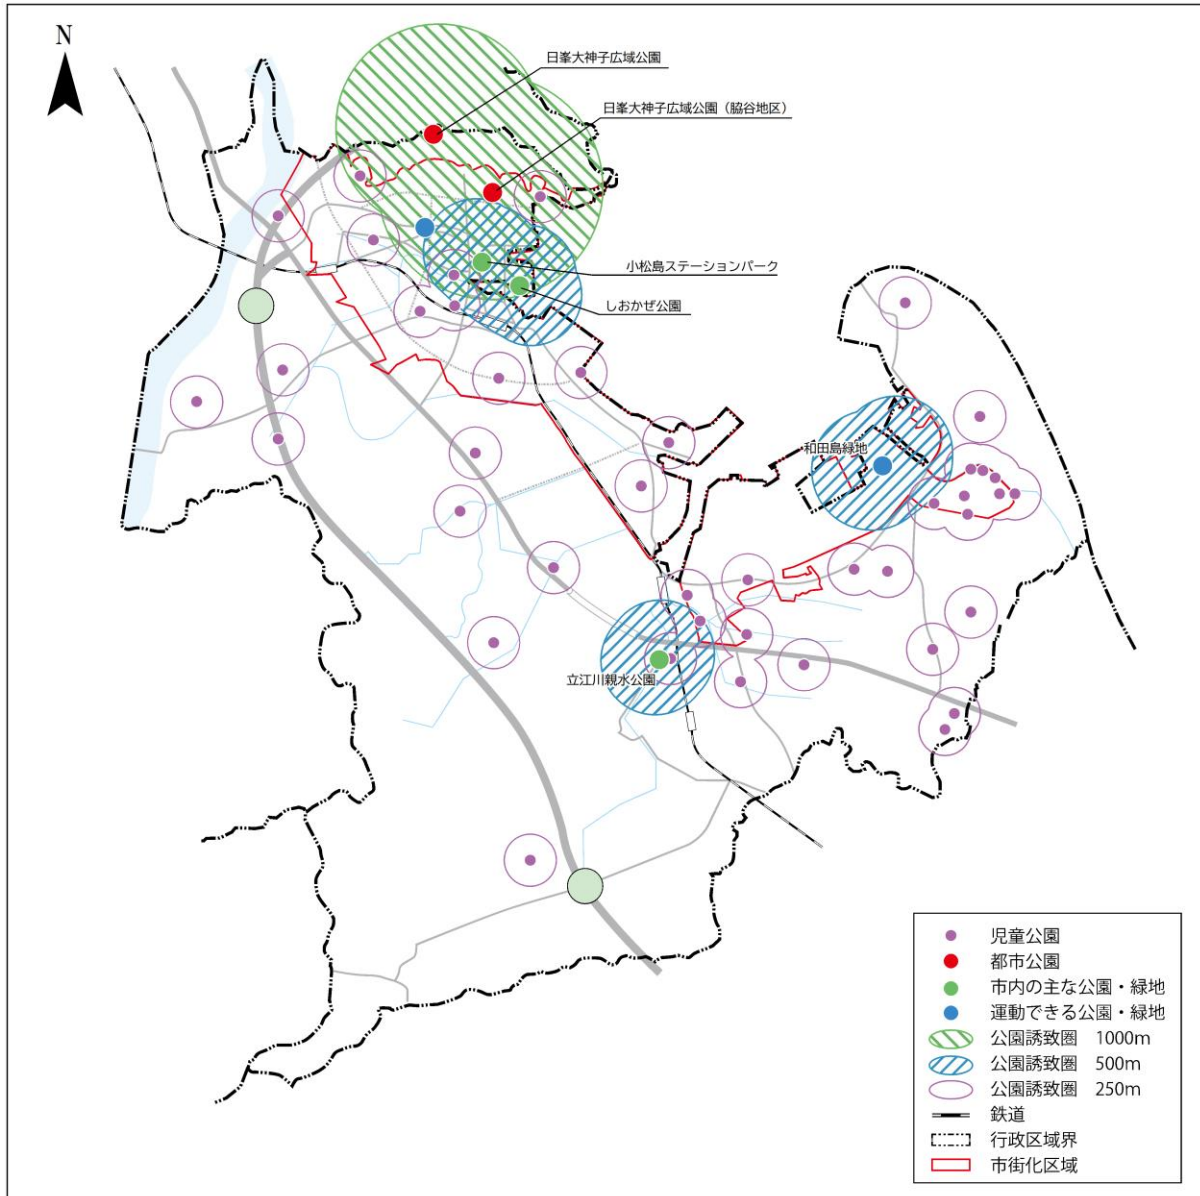 N
日峯大神子広域公園
日峯大神子広域公園（脇谷地区）
小松島ステーションパーク
しおかぜ公園
和田島緑地
立江川親水公園
児童公園
都市公園
市内の主な公園・緑地
運動できる公園・緑地
公園誘致圏 1000m
公園誘致圏 500m
公園誘致圏 250m
鉄道
行政区域界
市街化区域